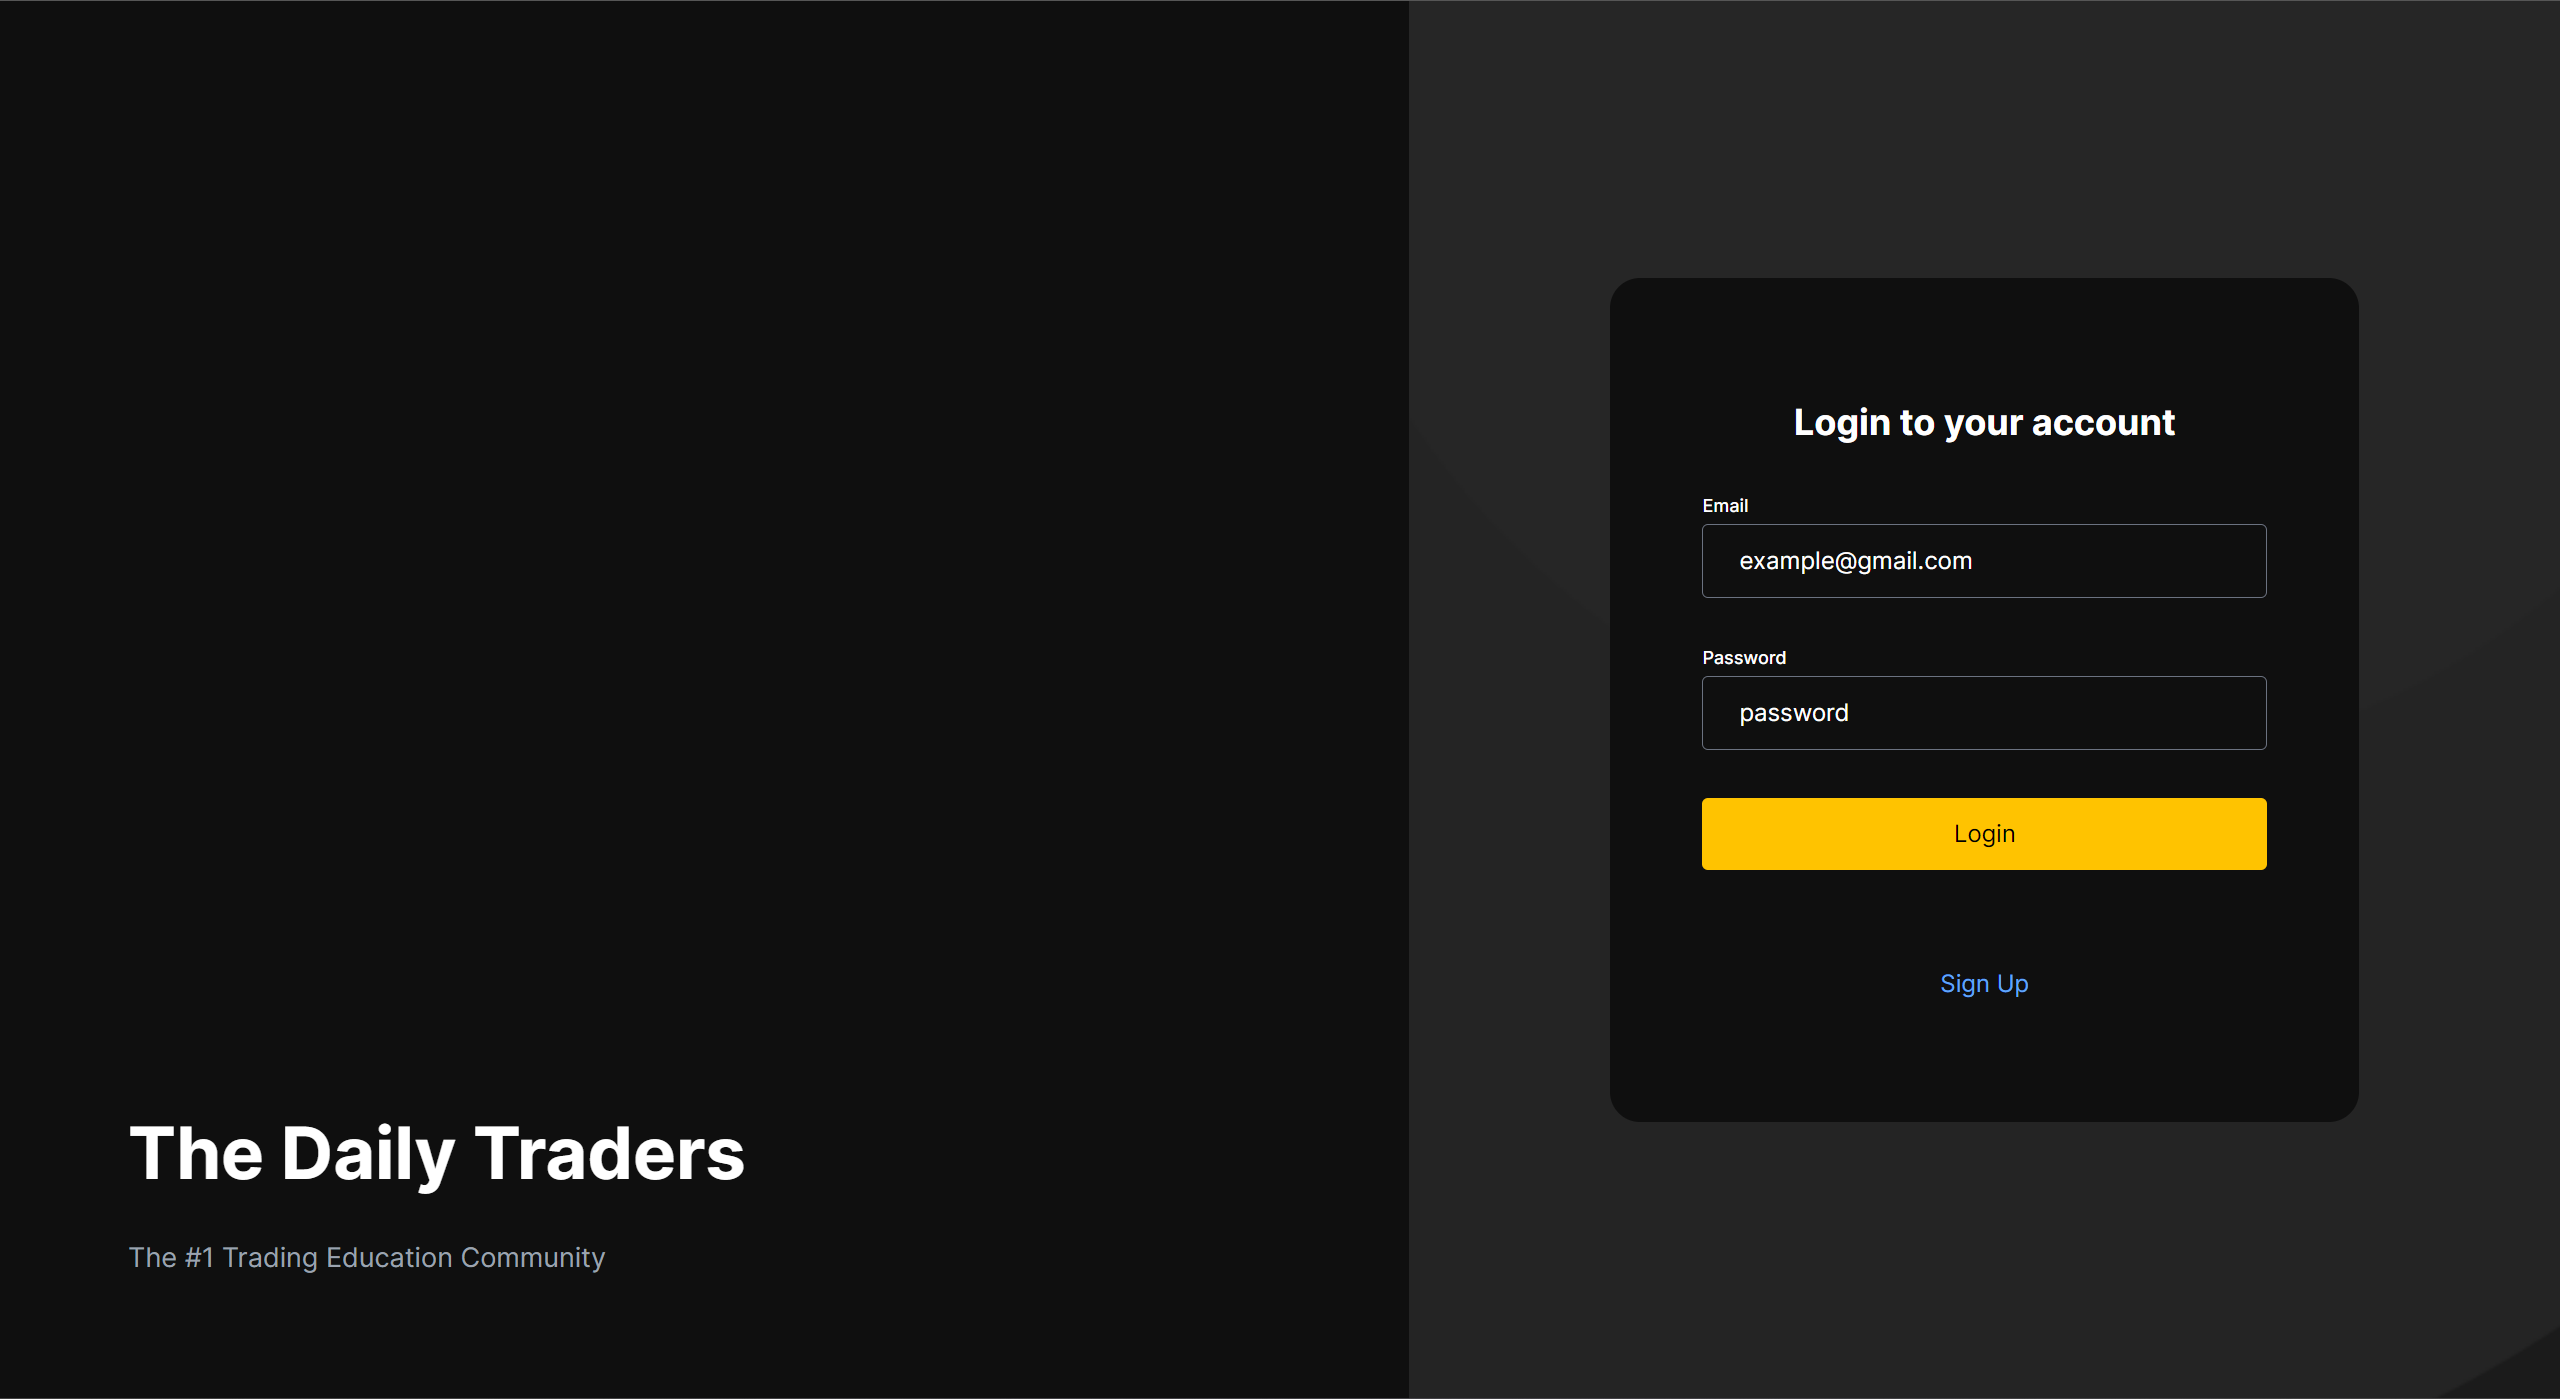 The Daily Traders
The #1 Trading Education Community
Login to your account
Email
example@gmail.com
Password
password
Login
Sign Up